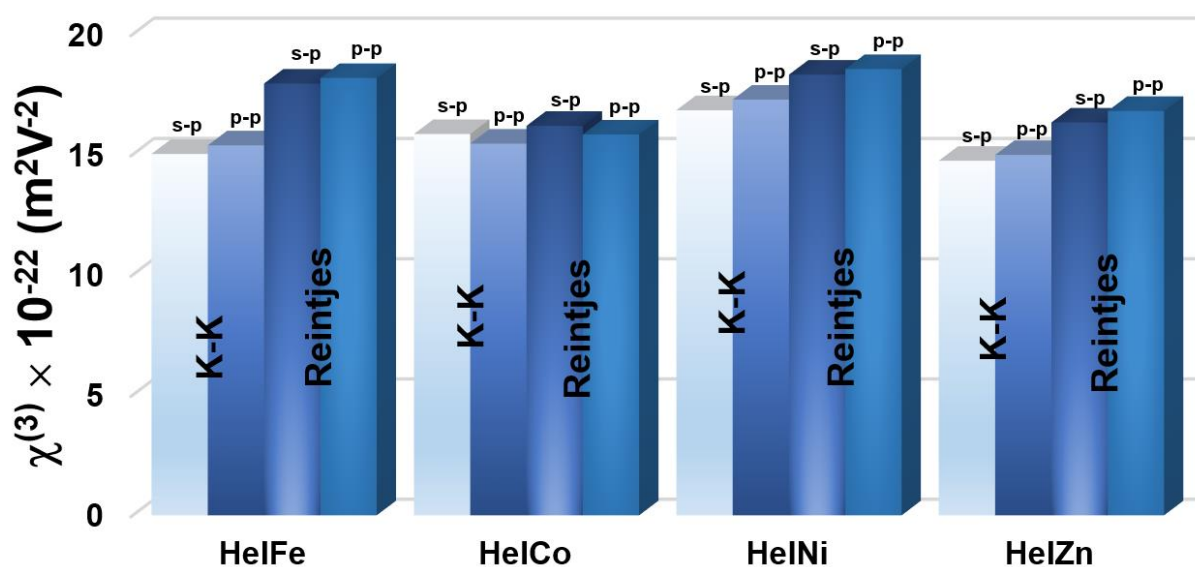 χ(3) × 10-22 (m2V-2)
20
15
10
5
0
s-p
p-p
s-p
p-p
K-K
Reintjes
HelFe
s-p
p-p
s-p
p-p
K-K
Reintjes
HelCo
s-p
p-p
s-p
p-p
K-K
Reintjes
HelNi
s-p
p-p
s-p
p-p
K-K
Reintjes
HelZn